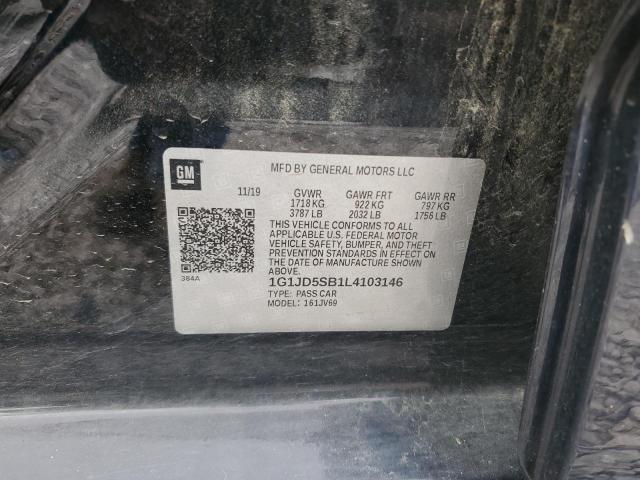 GM
MFD BY GENERAL MOTORS LLC
11/19 GVWR GAWR FRT GAWR RR
1718 KG 922 KG 797 KG
3787 LB 2032 LB 1756 LB
THIS VEHICLE CONFORMS TO ALL
APPLICABLE U.S. FEDERAL MOTOR
VEHICLE SAFETY, BUMPER, AND THEFT
PREVENTION STANDARDS IN EFFECT ON
THE DATE OF MANUFACTURE SHOWN
ABOVE.
384A
1G1JD5SB1L4103146
TYPE: PASS CAR
MODEL: 161JV69